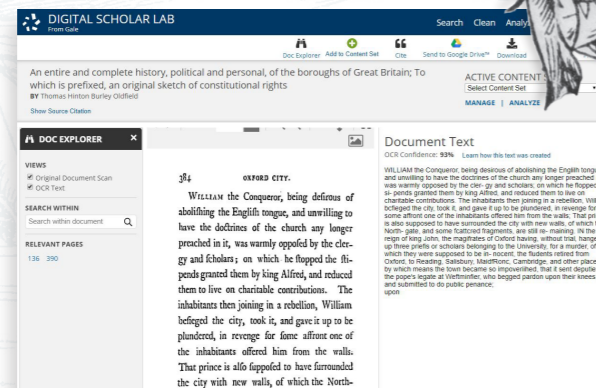 DIGITAL SCHOLAR LAB
From Gale
Search Clean
Doc Explorer Add to Content Set Cite Send to Google Drive™ Download
An entire and complete history, political and personal, of the boroughs of Great Britain; To
which is prefixed, an original sketch of constitutional rights
BY Thomas Hinton Burley Oldfield
Show Source Citation
ACTIVE CONTENT
Select Content Set
MANAGE | ANALYZE
DOC EXPLORER ×
VIEWS
Original Document Scan
OCR Text
SEARCH WITHIN
Search within document
RELEVANT PAGES
136 390
384 OXFORD CITY.
WILLIAM the Conqueror, being deſirous of
aboliſhing the Engliſh tongue, and unwilling to
have the doctrines of the church any longer
preached in it, was warmly oppoſed by the cler-
gy and ſcholars; on which he ſtopped the ſti-
pends granted them by king Alfred, and reduced
them to live on charitable contributions. The
inhabitants then joining in a rebellion, William
beſieged the city, took it, and gave it up to be
plundered, in revenge for ſome affront one of
the inhabitants offered him from the walls.
That prince is alſo ſuppoſed to have ſurrounded
the city with new walls, of which the North-
Document Text
OCR Confidence: 93% Learn how this text was created
WILLIAM the Conqueror, being desirous of abolishing the English tongue
and unwilling to have the doctrines of the church any longer preached
was warmly opposed by the cler- gy and scholars; on which he flopped
si- pends granted them by king Alfred, and reduced them to live on
charitable contributions. The inhabitants then joining in a rebellion,
befieged the city, took it, and gave it up to be plundered, in revenge for
some affront one of the inhabitants offered him from the walls; That
is also supposed to have surrounded the city with new walls, of which
North- gate, and some fcattcred fragments, are still re- maining. IN the
reign of king John, the magistrates of Oxford having, without trial,
up three priefls or scholars belonging to the University, for a murder, of
which they were supposed to be in- nocent, the fludents retired from
Oxford, to Reading, Salisbury, MaidfRonc, Cambridge, and other
by which means the town became so impoverilhed, that it sent
the pope's legate at Weftminfler, who begged pardon upon their knees
and submitted to do public penance;
upon